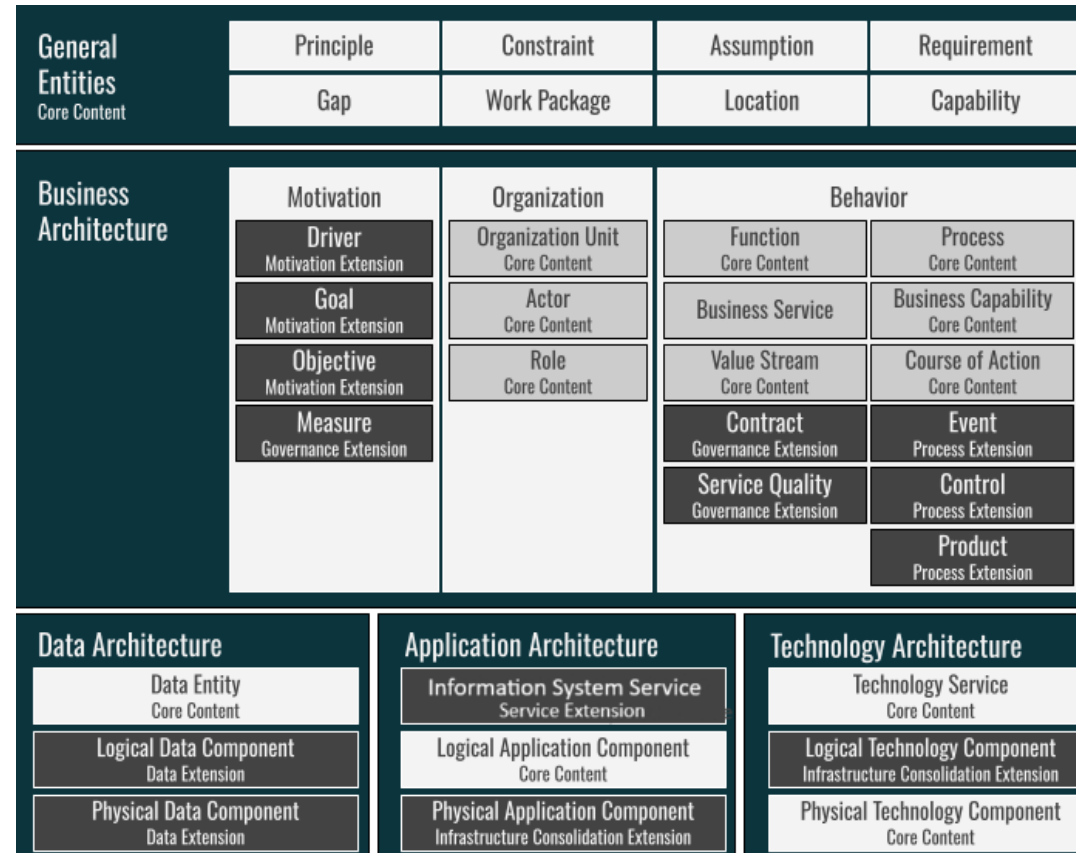 General
Entities
Core Content
Principle
Constraint
Assumption
Requirement
Gap
Work Package
Location
Capability
Business
Architecture
Motivation
Driver
Motivation Extension
Goal
Motivation Extension
Objective
Motivation Extension
Measure
Governance Extension
Organization
Organization Unit
Core Content
Actor
Core Content
Role
Core Content
Behavior
Function
Core Content
Process
Core Content
Business Service
Business Capability
Core Content
Value Stream
Core Content
Course of Action
Core Content
Contract
Governance Extension
Event
Process Extension
Service Quality
Governance Extension
Control
Process Extension
Product
Process Extension
Data Architecture
Data Entity
Core Content
Logical Data Component
Data Extension
Physical Data Component
Data Extension
Application Architecture
Information System Service
Service Extension
Logical Application Component
Core Content
Physical Application Component
Infrastructure Consolidation Extension
Technology Architecture
Technology Service
Core Content
Logical Technology Component
Infrastructure Consolidation Extension
Physical Technology Component
Core Content